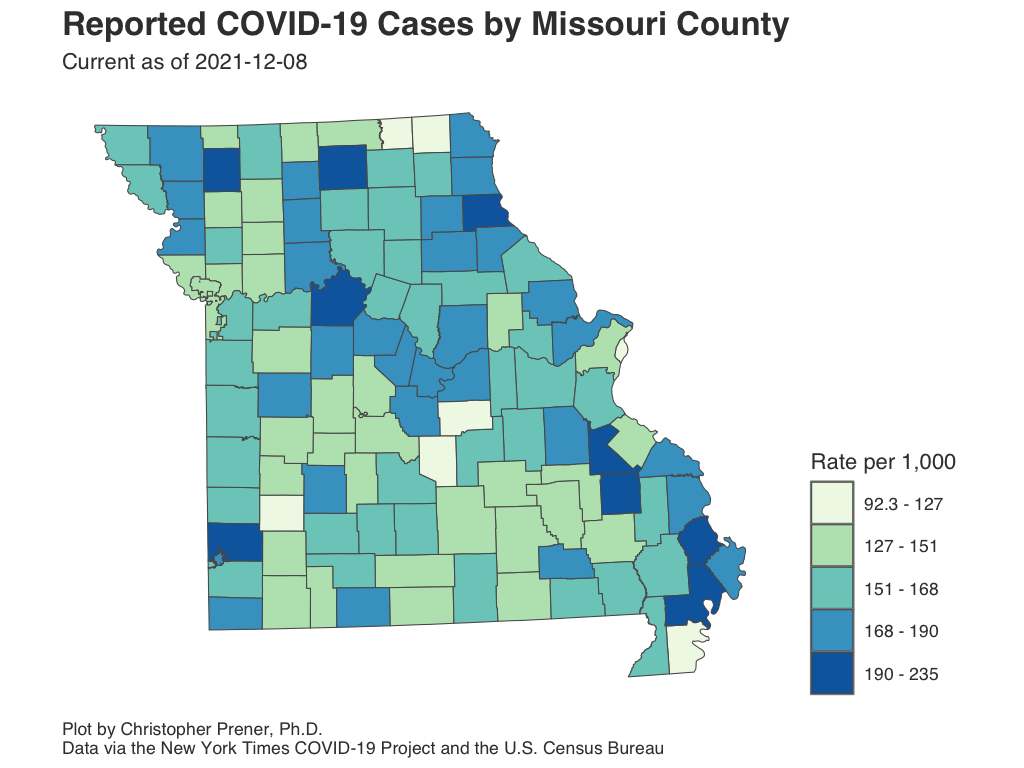 Reported COVID-19 Cases by Missouri County
Current as of 2021-12-08
Rate per 1,000
92.3 - 127
127 - 151
151 - 168
168 - 190
190 - 235
Plot by Christopher Prener, Ph.D.
Data via the New York Times COVID-19 Project and the U.S. Census Bureau